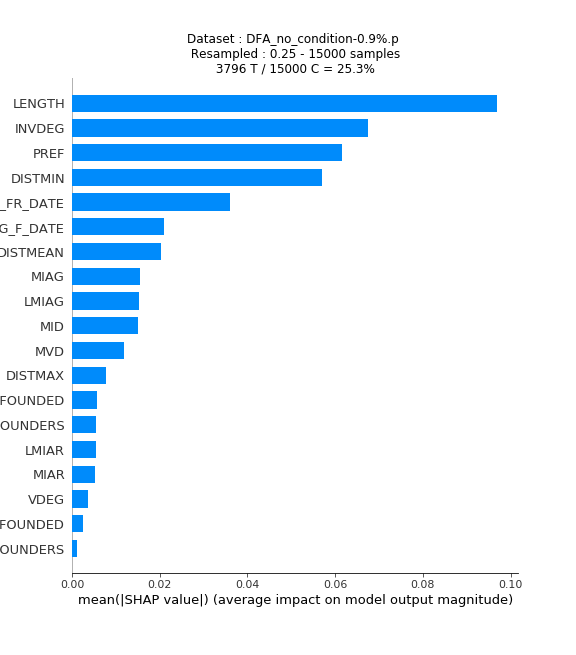 Dataset : DFA_no_condition-0.9%.p
Resampled : 0.25 - 15000 samples
3796 T / 15000 C = 25.3%
LENGTH
INVDEG
PREF
DISTMIN
_FR_DATE
G_F_DATE
DISTMEAN
MIAG
LMIAG
MID
MVD
DISTMAX
FOUNDED
OUNDERS
LMIAR
MIAR
VDEG
FOUNDED
OUNDERS
0.00 0.02 0.04 0.06 0.08 0.10
mean(|SHAP value|) (average impact on model output magnitude)